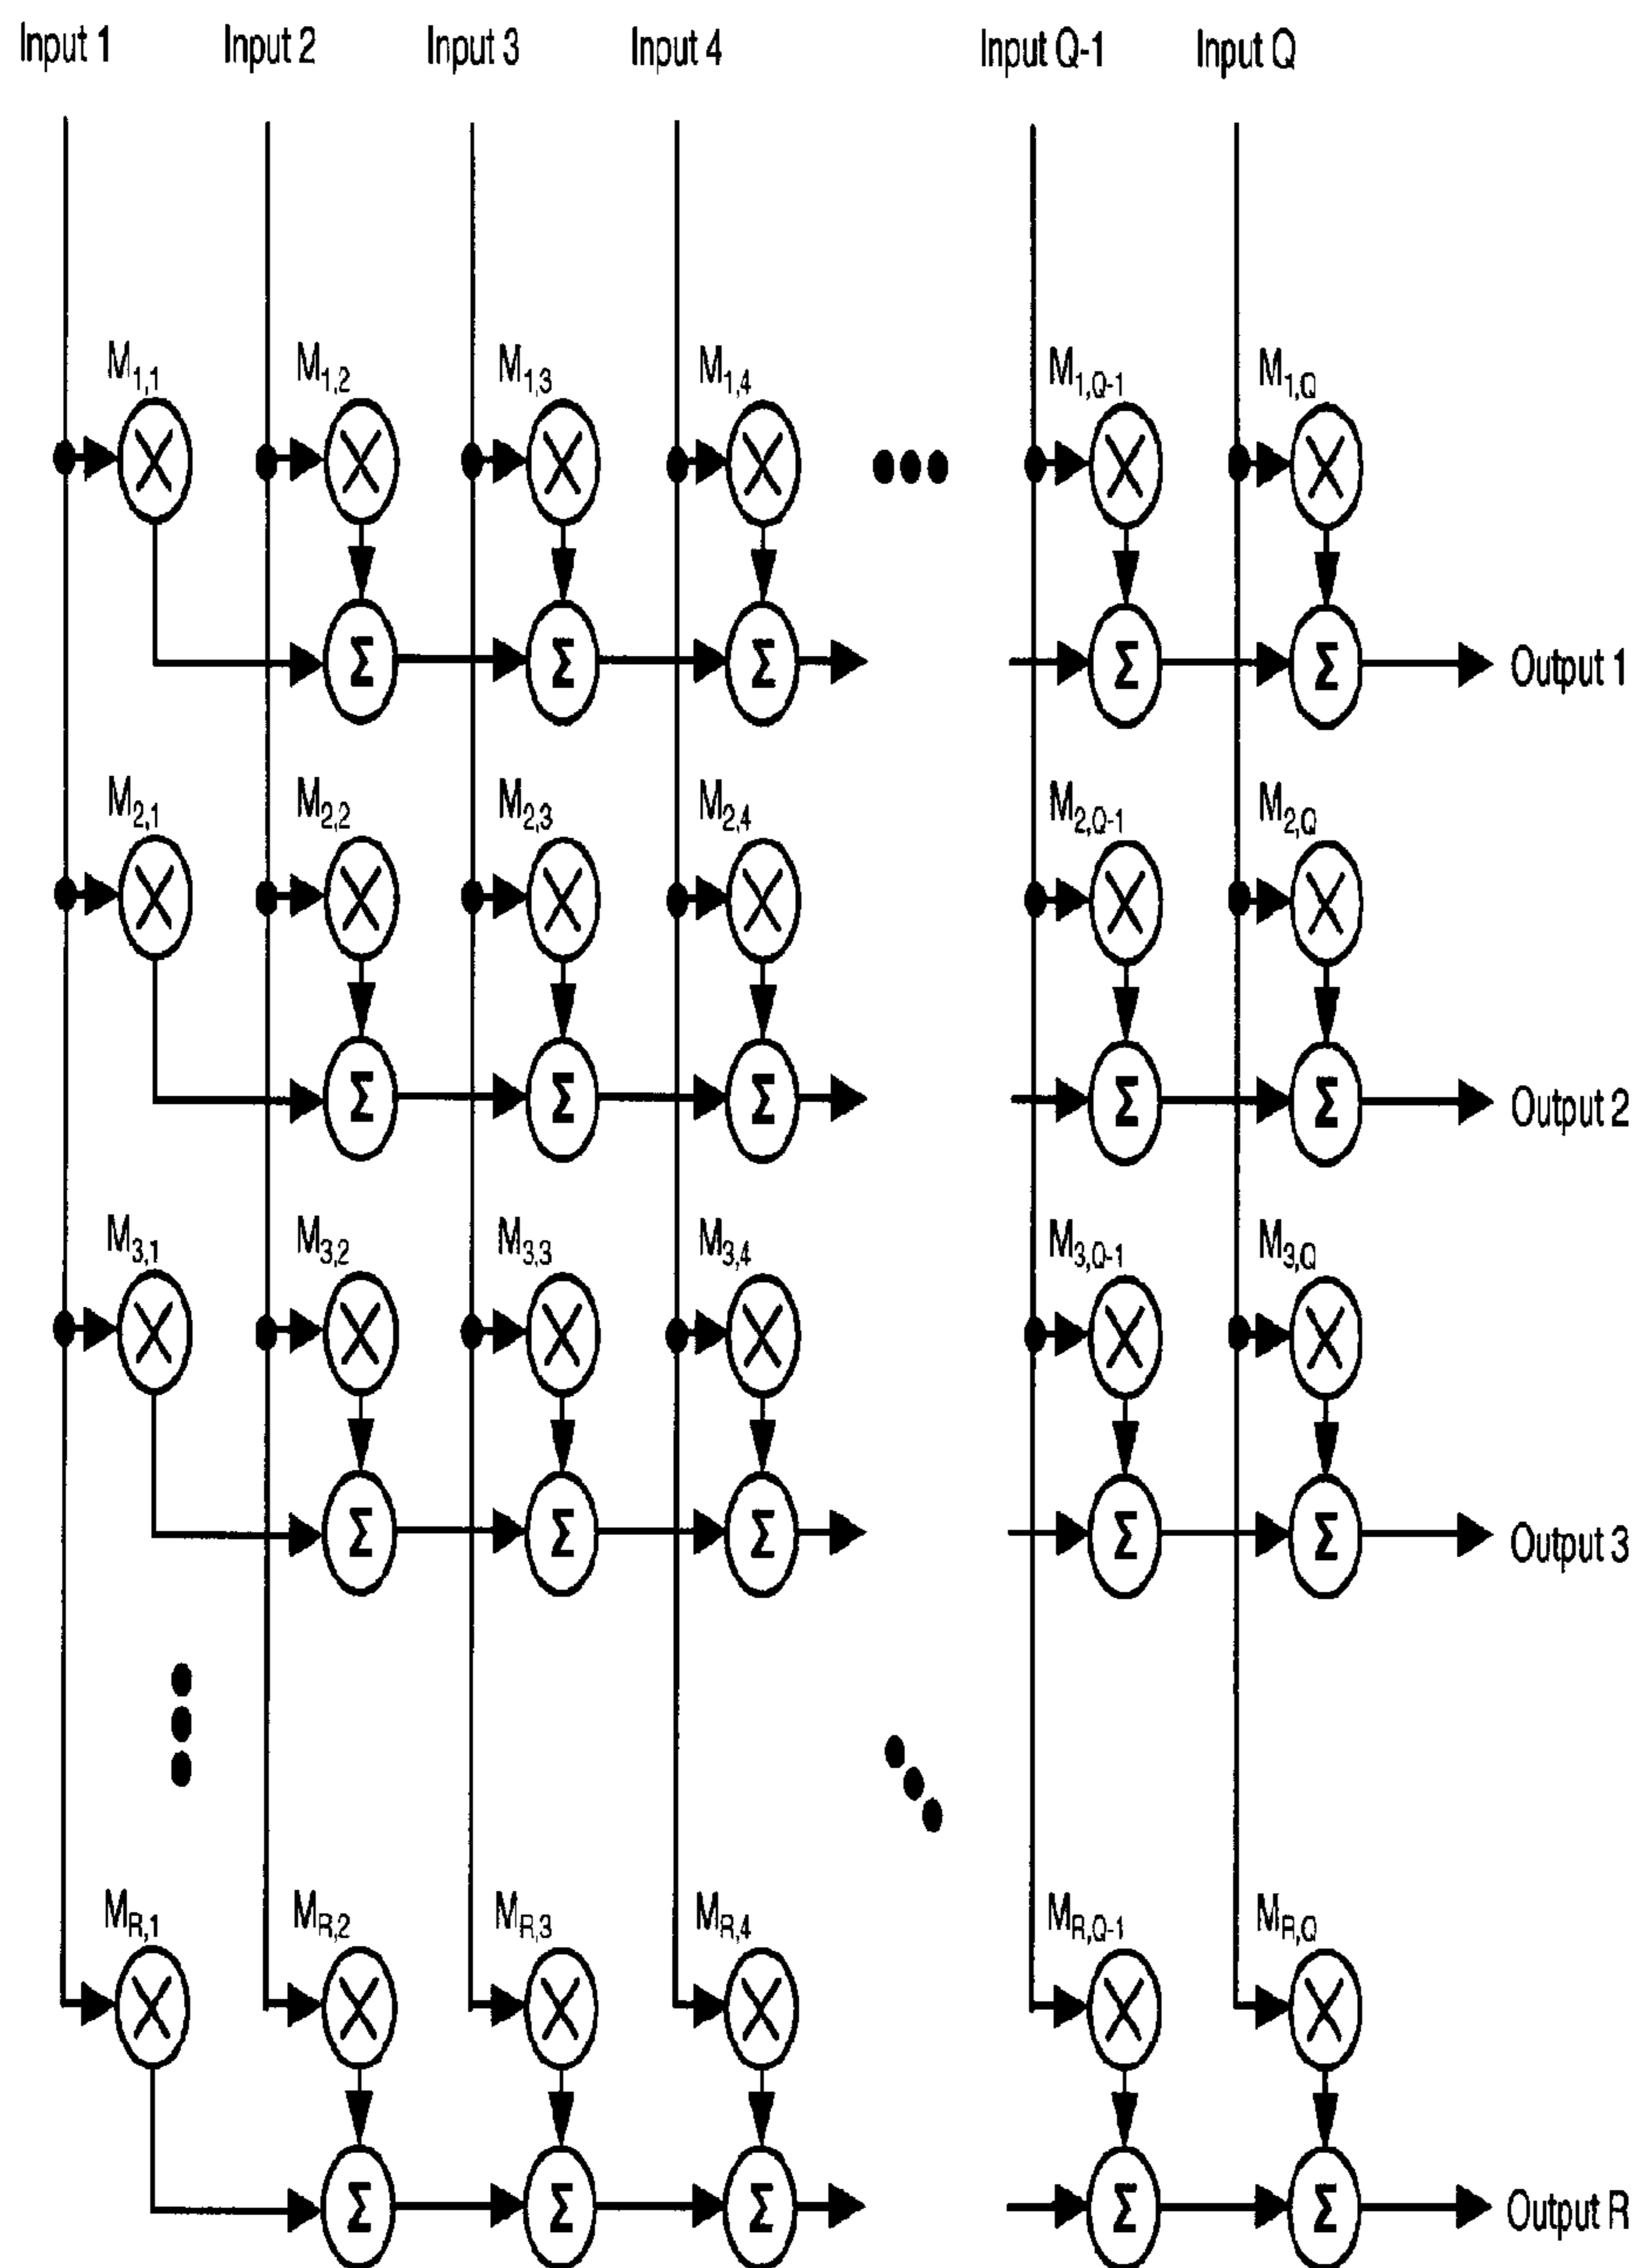 Input 1 Input 2 Input 3 Input 4 Input Q-1 Input Q
M1,1 M1,2 M1,3 M1,4 M1,Q-1 M1,Q
Σ Σ Σ Σ Σ Output 1
M2,1 M2,2 M2,3 M2,4 M2,Q-1 M2,Q
Σ Σ Σ Σ Σ Output 2
M3,1 M3,2 M3,3 M3,4 M3,Q-1 M3,Q
Σ Σ Σ Σ Σ Output 3
MR,1 MR,2 MR,3 MR,4 MR,Q-1 MR,Q
Σ Σ Σ Σ Σ Output R